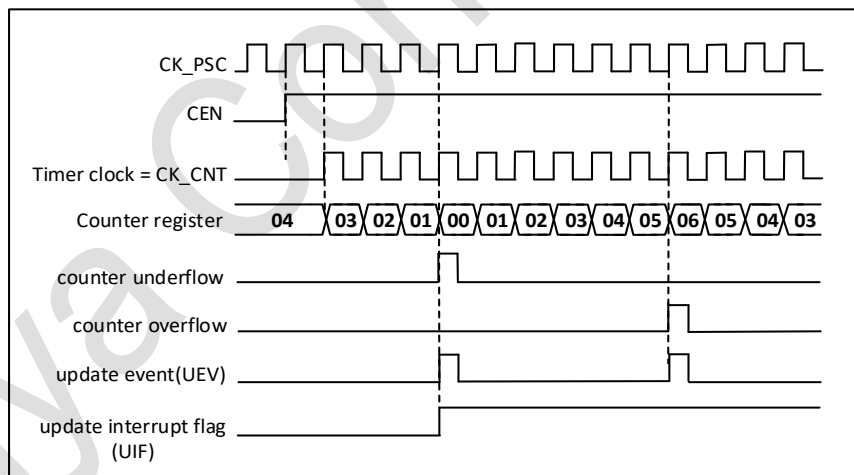 CK_PSC
CEN
Timer clock = CK_CNT
Counter register 04 03 02 01 00 01 02 03 04 05 06 05 04 03
counter underflow
counter overflow
update event(UEV)
update interrupt flag
(UIF)